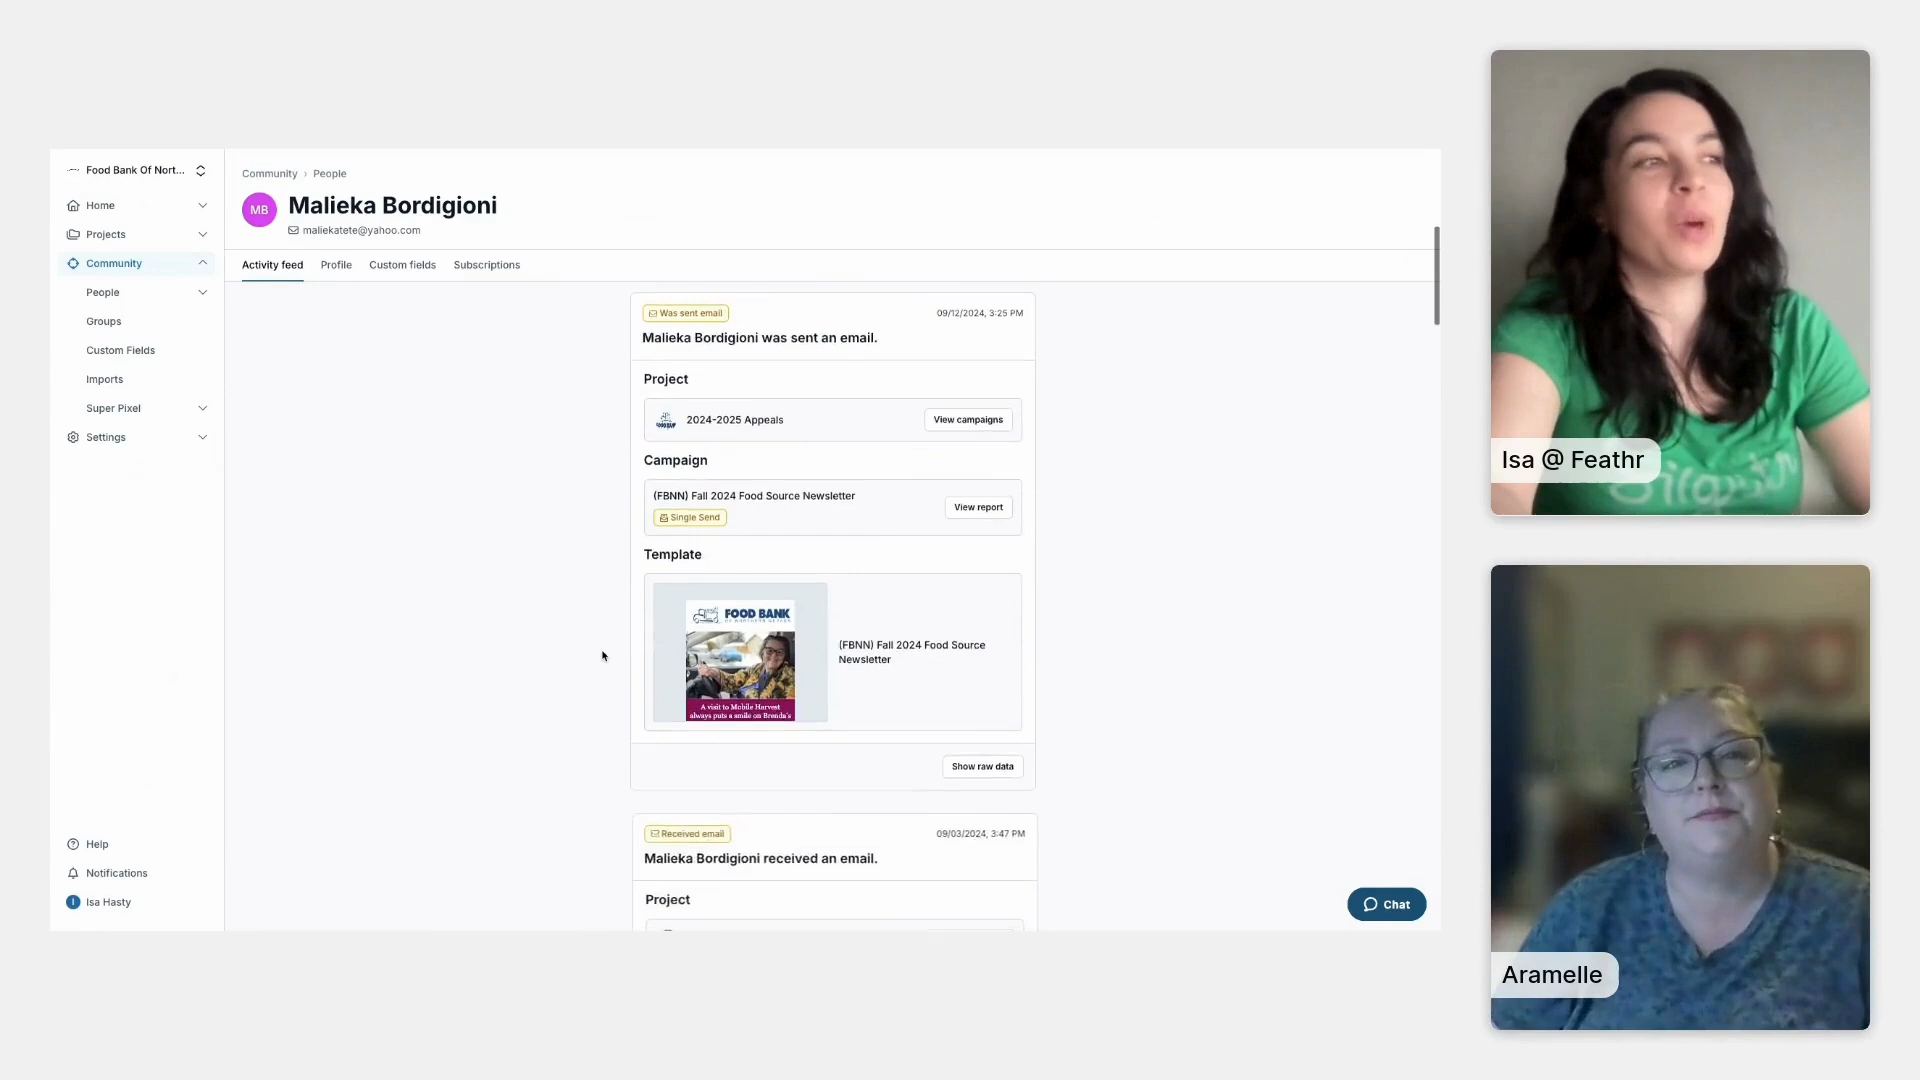 Food Bank Of Nort...
Home
Projects
Community
People
Groups
Custom Fields
Imports
Super Pixel
Settings
Help
Notifications
I
Isa Hasty
Community › People
MB
Malieka Bordigioni
maliekatete@yahoo.com
Activity feed
Profile
Custom fields
Subscriptions
Was sent email
09/12/2024, 3:25 PM
Malieka Bordigioni was sent an email.
Project
2024-2025 Appeals
View campaigns
Campaign
(FBNN) Fall 2024 Food Source Newsletter
Single Send
View report
Template
FOOD BANK
OF NORTHERN NEVADA
A visit to Mobile Harvest
always puts a smile on Brenda's
(FBNN) Fall 2024 Food Source
Newsletter
Show raw data
Received email
09/03/2024, 3:47 PM
Malieka Bordigioni received an email.
Project
Chat
Isa @ Feathr
Aramelle